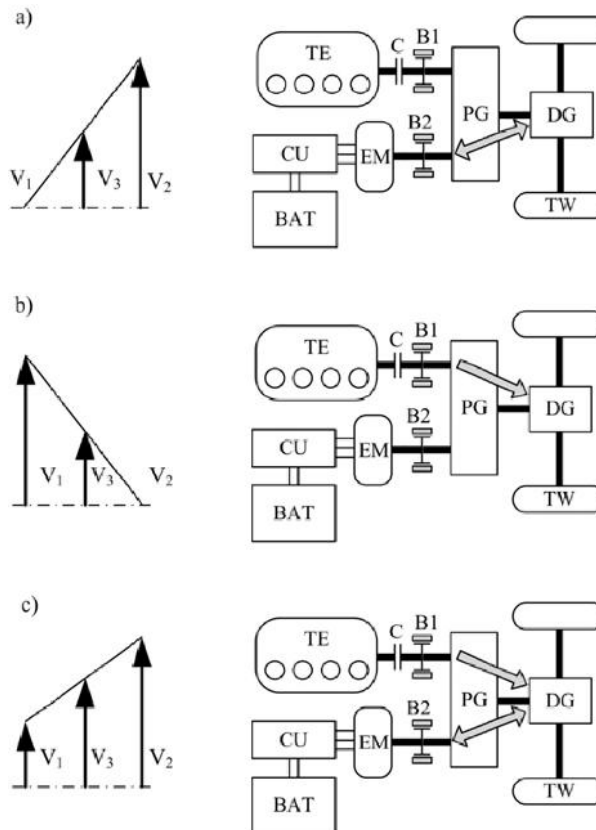 a)
V1 V3 V2
TE C B1
PG DG
B2
CU EM
BAT TW
b)
V1 V3 V2
TE C B1
PG DG
B2
CU EM
BAT TW
c)
V1 V3 V2
TE C B1
PG DG
B2
CU EM
BAT TW